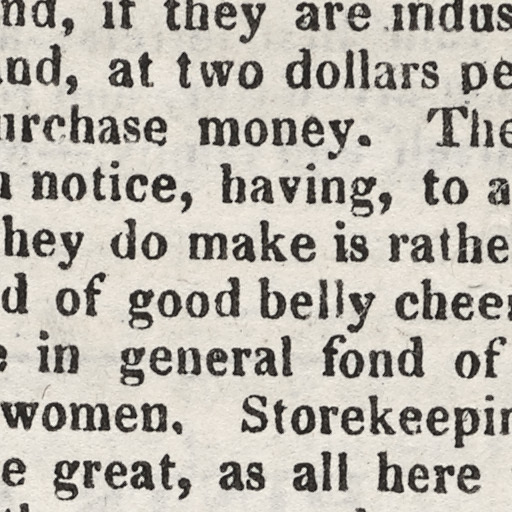 nd, if they are indus
and, at two dollars pe
urchase money. The
n notice, having, to a
hey do make is rathe
d of good belly cheer
e in general fond of
women. Storekeepin
e great, as all here